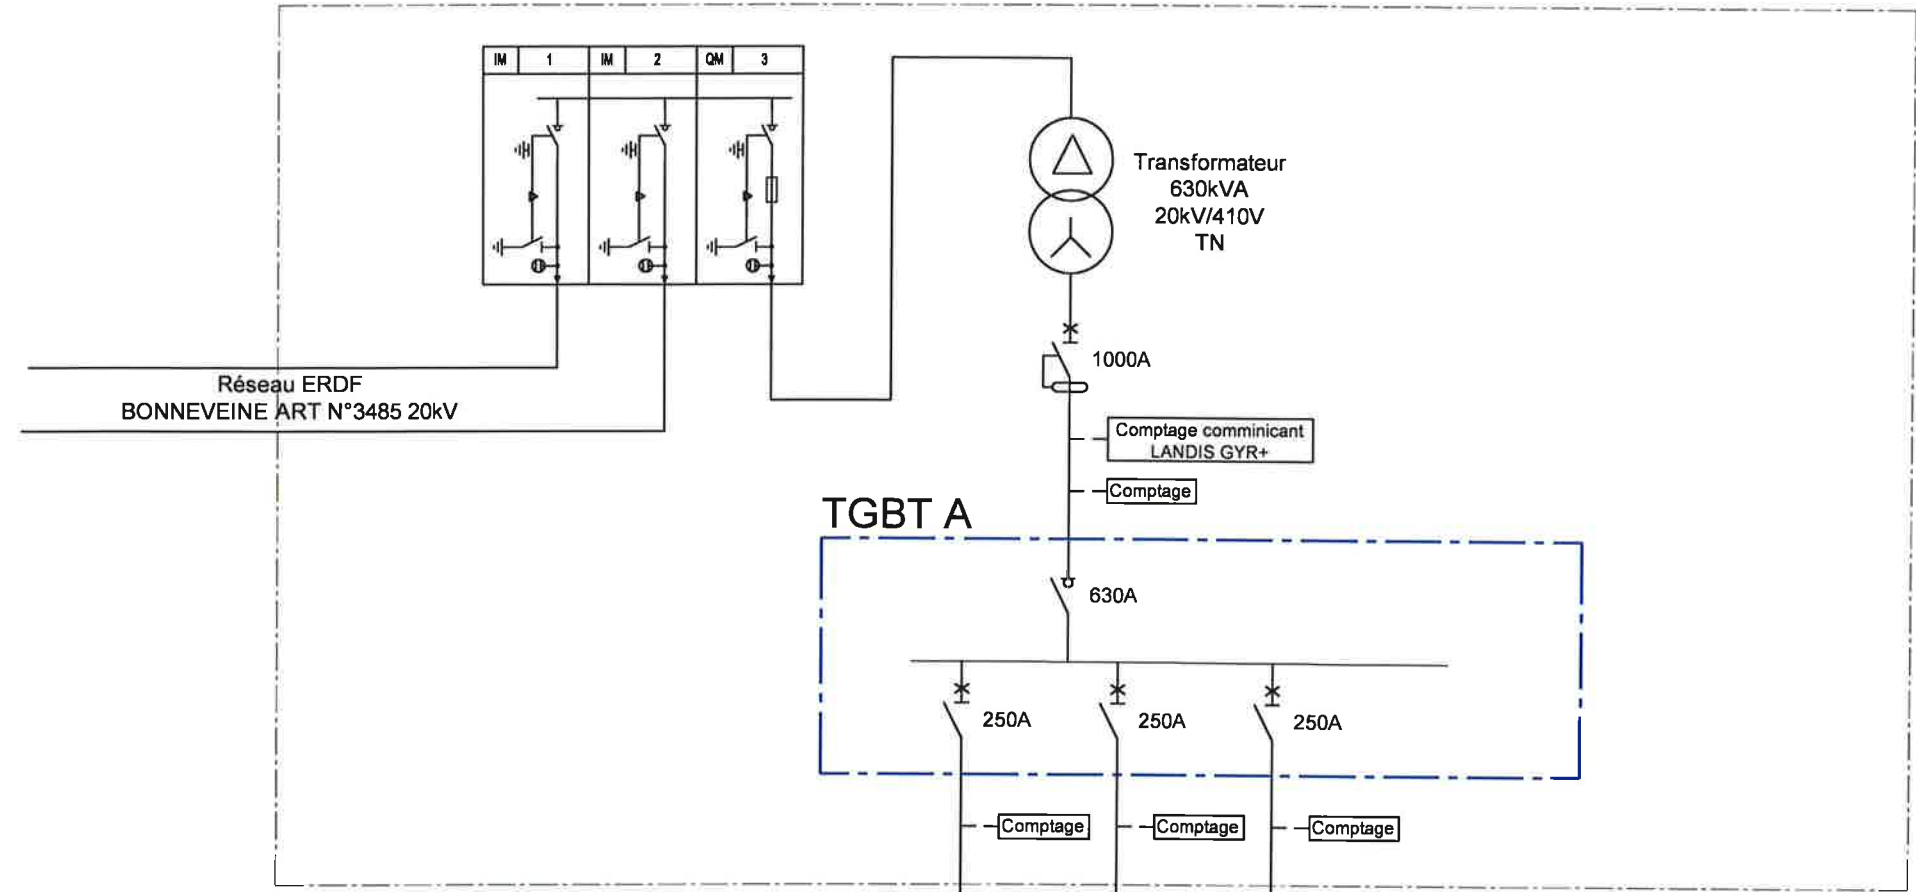 IM 1 IM 2 QM 3
Transformateur
630kVA
20kV/410V
TN
1000A
Réseau ERDF
BONNEVEINE ART N°3485 20kV
Comptage comminicant
LANDIS GYR+
Comptage
TGBT A
630A
250A 250A 250A
Comptage Comptage Comptage